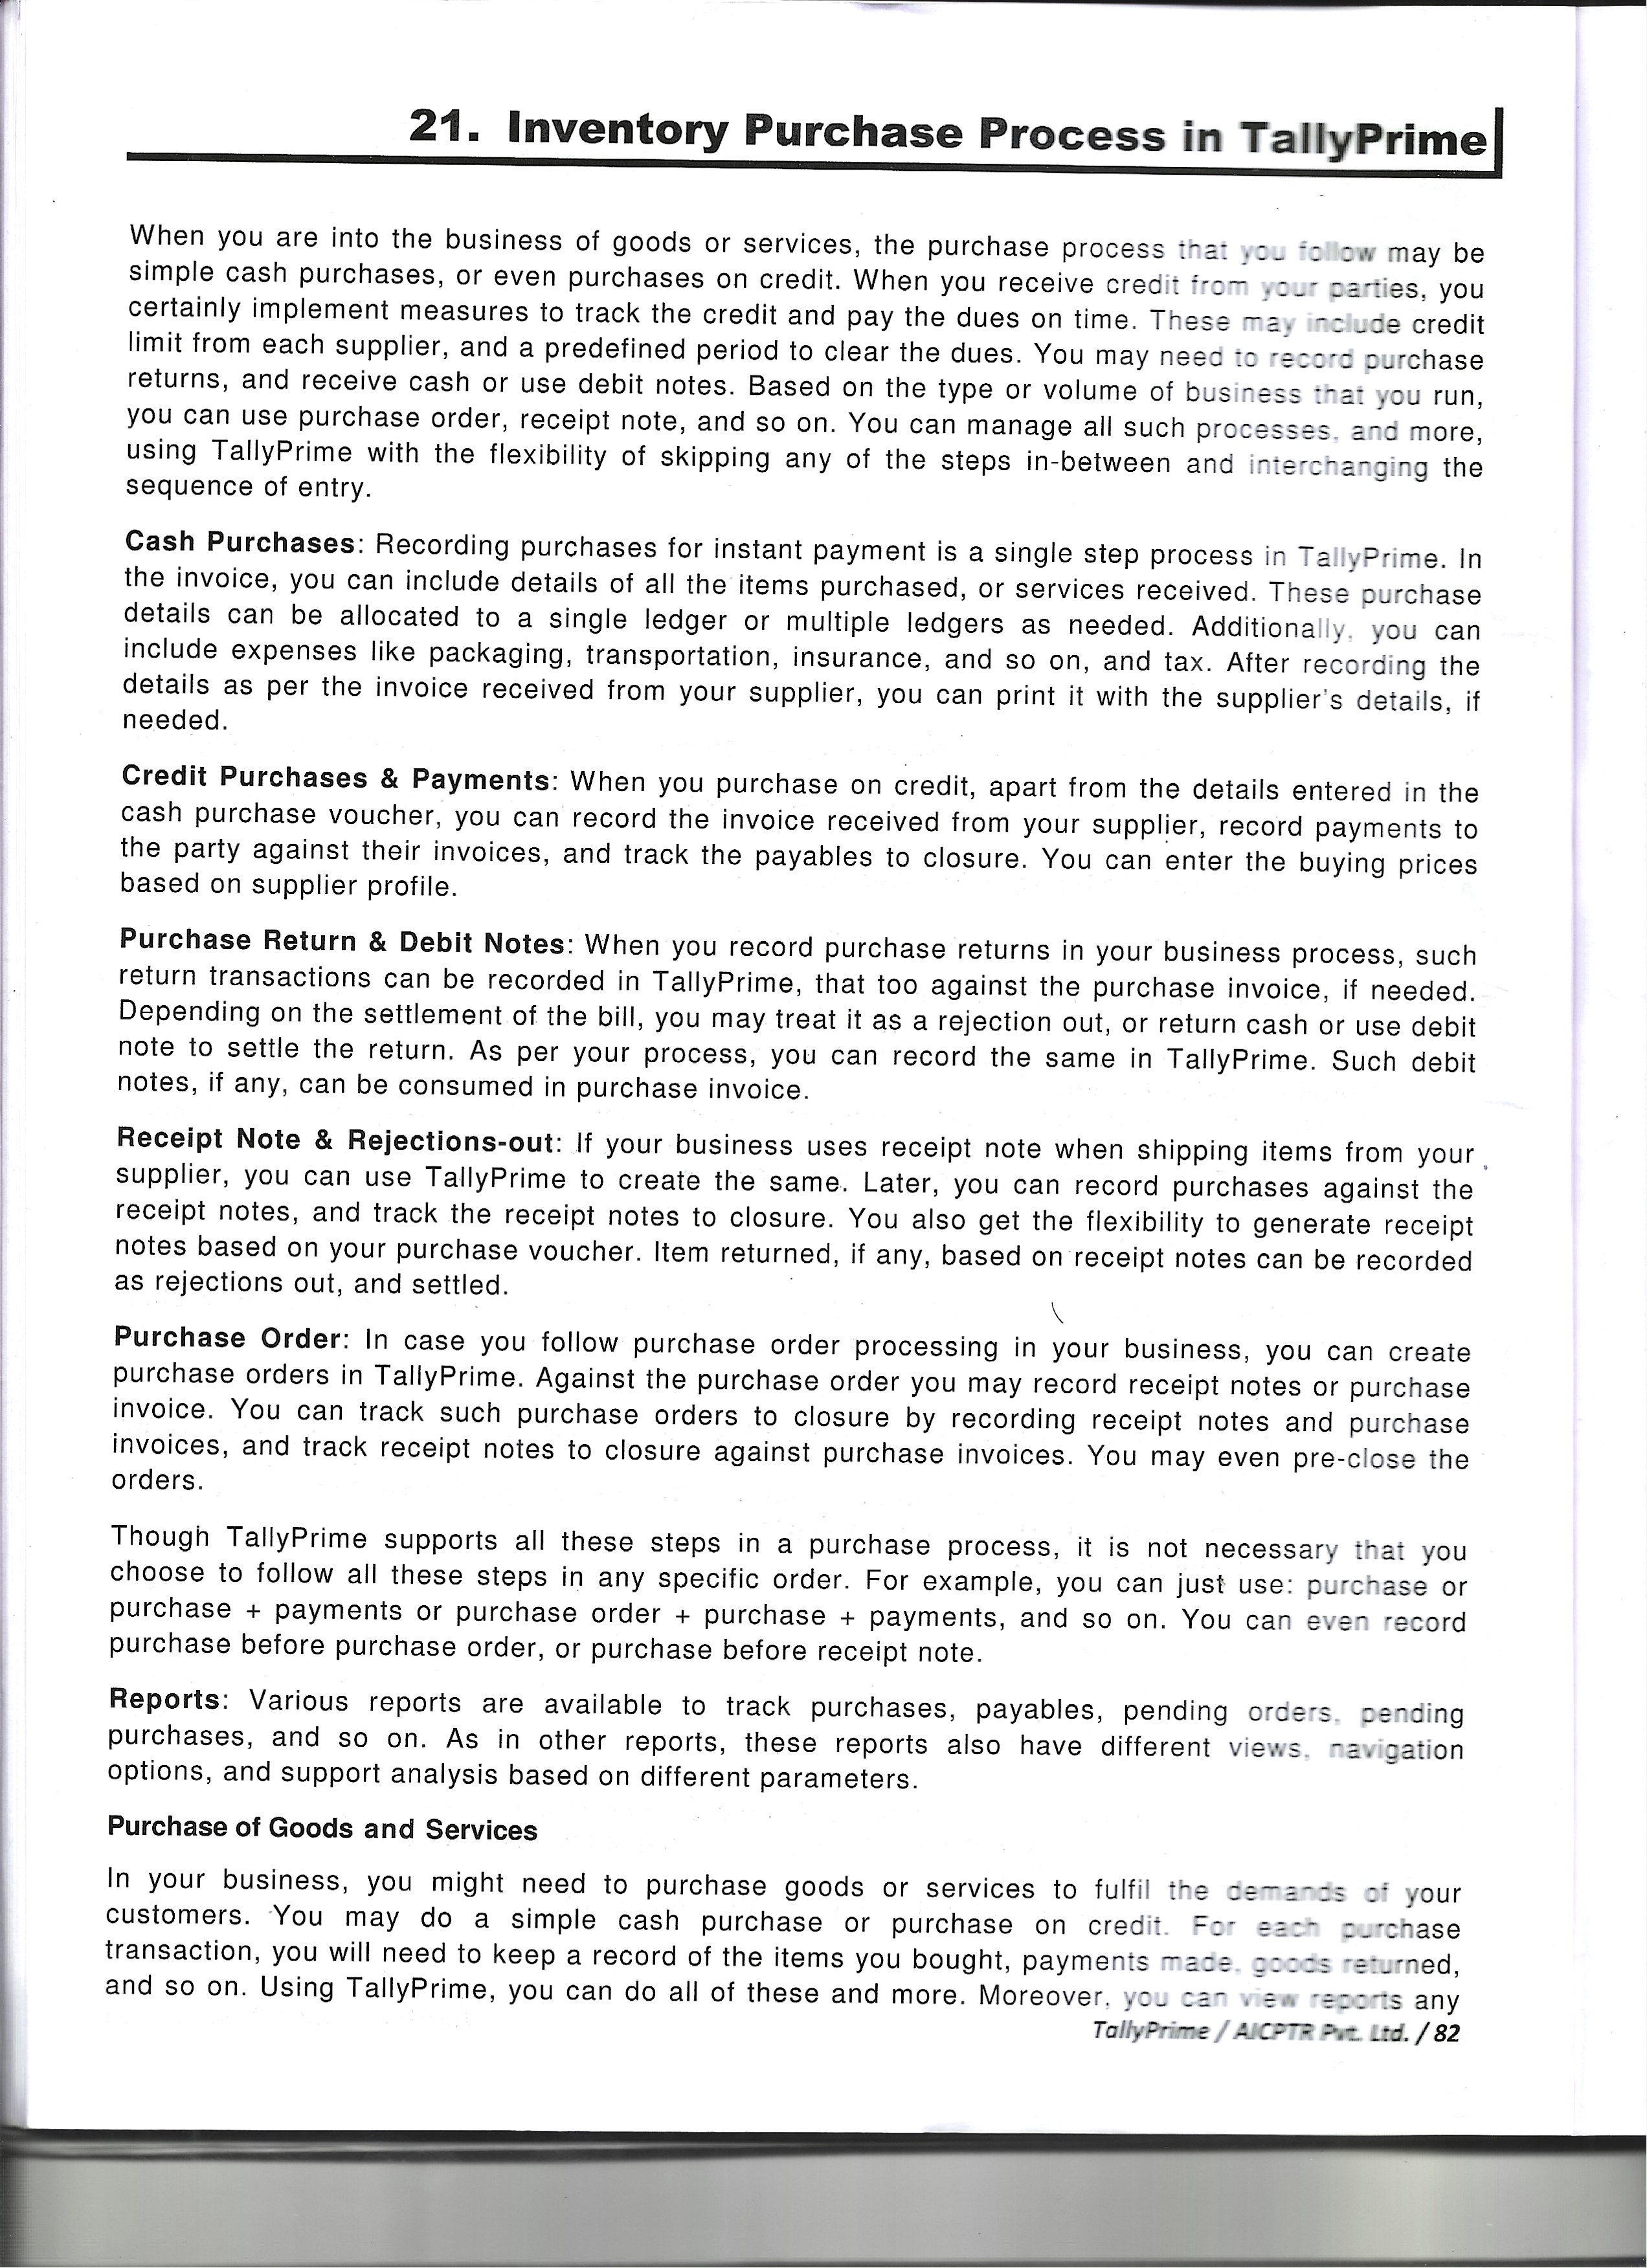 21. Inventory Purchase Process in TallyPrime
When you are into the business of goods or services, the purchase process that you follow may be
simple cash purchases, or even purchases on credit. When you receive credit from your parties, you
certainly implement measures to track the credit and pay the dues on time. These may include credit
limit from each supplier, and a predefined period to clear the dues. You may need to record purchase
returns, and receive cash or use debit notes. Based on the type or volume of business that you run,
you can use purchase order, receipt note, and so on. You can manage all such processes, and more,
using TallyPrime with the flexibility of skipping any of the steps in-between and interchanging the
sequence of entry.
Cash Purchases: Recording purchases for instant payment is a single step process in TallyPrime. In
the invoice, you can include details of all the items purchased, or services received. These purchase
details can be allocated to a single ledger or multiple ledgers as needed. Additionally, you can
include expenses like packaging, transportation, insurance, and so on, and tax. After recording the
details as per the invoice received from your supplier, you can print it with the supplier's details, if
needed.
Credit Purchases & Payments: When you purchase on credit, apart from the details entered in the
cash purchase voucher, you can record the invoice received from your supplier, record payments to
the party against their invoices, and track the payables to closure. You can enter the buying prices
based on supplier profile.
Purchase Return & Debit Notes: When you record purchase returns in your business process, such
return transactions can be recorded in TallyPrime, that too against the purchase invoice, if needed.
Depending on the settlement of the bill, you may treat it as a rejection out, or return cash or use debit
note to settle the return. As per your process, you can record the same in TallyPrime. Such debit
notes, if any, can be consumed in purchase invoice.
Receipt Note & Rejections-out: If your business uses receipt note when shipping items from your
supplier, you can use TallyPrime to create the same. Later, you can record purchases against the
receipt notes, and track the receipt notes to closure. You also get the flexibility to generate receipt
notes based on your purchase voucher. Item returned, if any, based on receipt notes can be recorded
as rejections out, and settled.
Purchase Order: In case you follow purchase order processing in your business, you can create
purchase orders in TallyPrime. Against the purchase order you may record receipt notes or purchase
invoice. You can track such purchase orders to closure by recording receipt notes and purchase
invoices, and track receipt notes to closure against purchase invoices. You may even pre-close the
orders.
Though TallyPrime supports all these steps in a purchase process, it is not necessary that you
choose to follow all these steps in any specific order. For example, you can just use: purchase or
purchase + payments or purchase order + purchase + payments, and so on. You can even record
purchase before purchase order, or purchase before receipt note.
Reports: Various reports are available to track purchases, payables, pending orders, pending
purchases, and so on. As in other reports, these reports also have different views, navigation
options, and support analysis based on different parameters.
Purchase of Goods and Services
In your business, you might need to purchase goods or services to fulfil the demands of your
customers. You may do a simple cash purchase or purchase on credit. For each purchase
transaction, you will need to keep a record of the items you bought, payments made, goods returned,
and so on. Using TallyPrime, you can do all of these and more. Moreover, you can view reports any
TallyPrime / AICPTR Pvt. Ltd. / 82